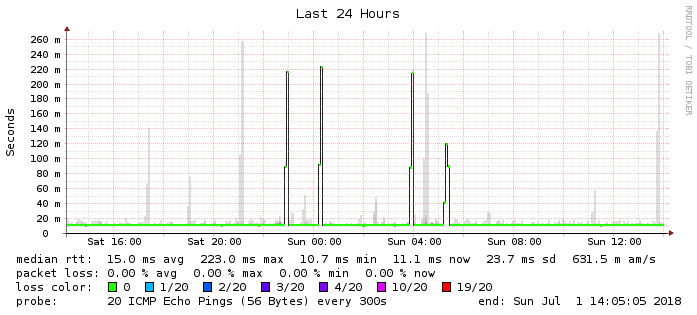 Last 24 Hours
RRDTOOL / TOBI OETIKER
Seconds
260 m
240 m
220 m
200 m
180 m
160 m
140 m
120 m
100 m
80 m
60 m
40 m
20 m
0
Sat 16:00 Sat 20:00 Sun 00:00 Sun 04:00 Sun 08:00 Sun 12:00
median rtt: 15.0 ms avg 223.0 ms max 10.7 ms min 11.1 ms now 23.7 ms sd 631.5 m am/s
packet loss: 0.00 % avg 0.00 % max 0.00 % min 0.00 % now
loss color: 0 1/20 2/20 3/20 4/20 10/20 19/20
probe: 20 ICMP Echo Pings (56 Bytes) every 300s end: Sun Jul 1 14:05:05 2018